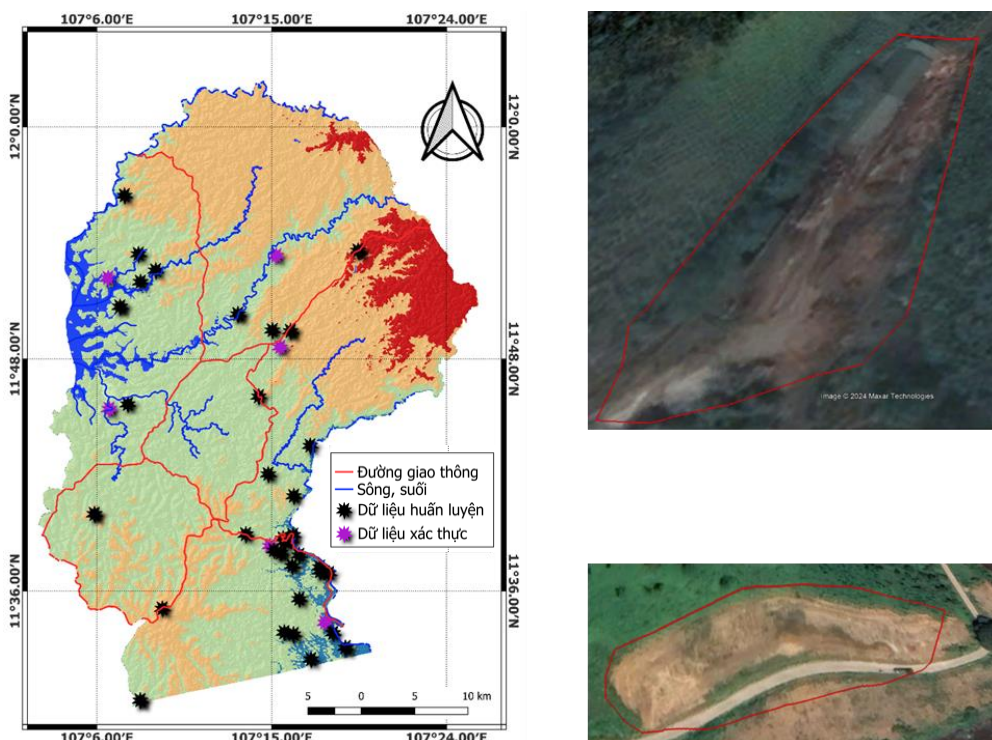 107°6.00′E 107°15.00′E 107°24.00′E
12°0.00′N 12°0.00′N
11°48.00′N 11°48.00′N
Đường giao thông
Sông, suối
Dữ liệu huấn luyện
Dữ liệu xác thực
11°36.00′N 11°36.00′N
5 0 5 10 km
107°6.00′E 107°15.00′E 107°24.00′E
Image © 2024 Maxar Technologies